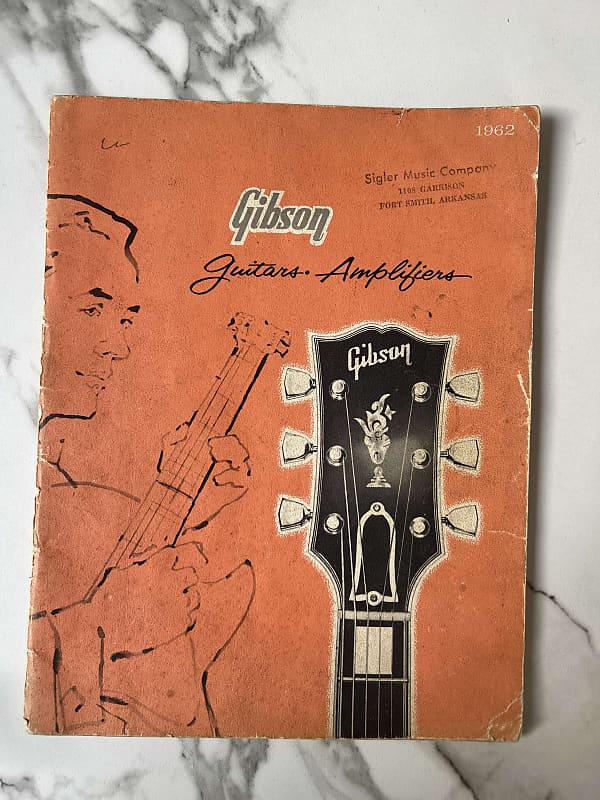 1962
Sigler Music Company
1108 GARRISON
FORT SMITH, ARKANSAS
Gibson
Guitars • Amplifiers
Gibson